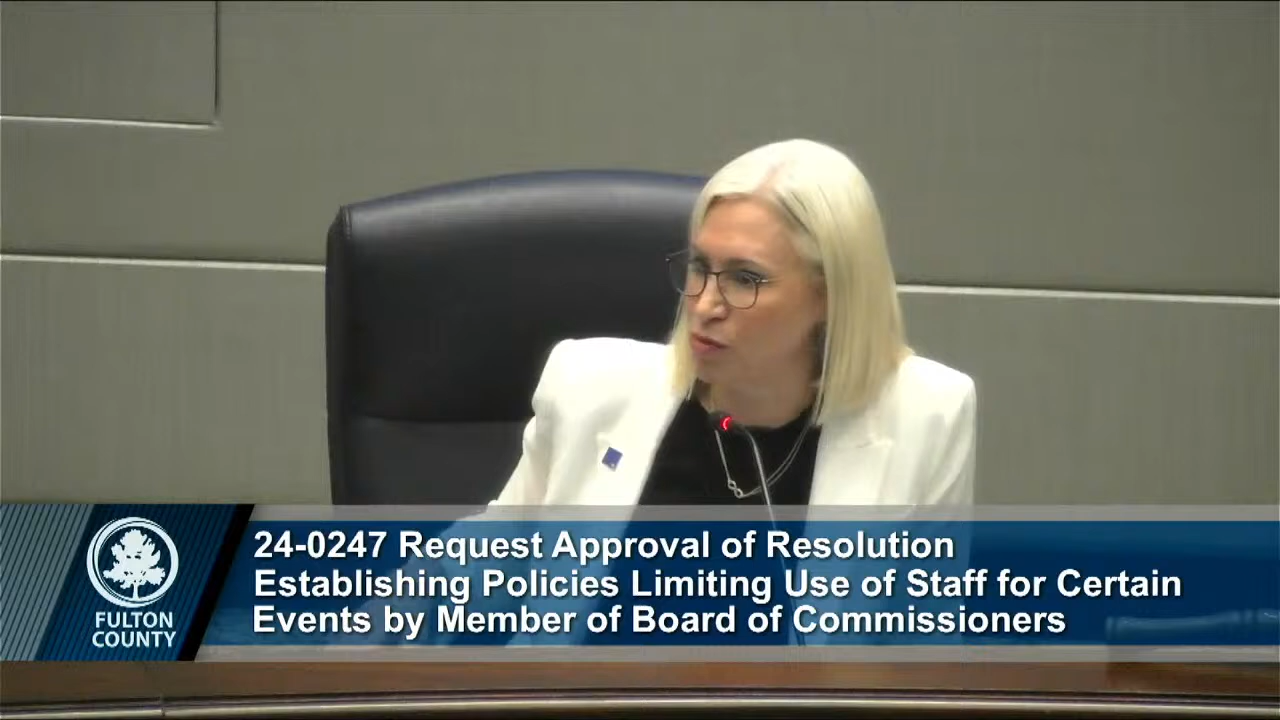 24-0247 Request Approval of Resolution
Establishing Policies Limiting Use of Staff for Certain
Events by Member of Board of Commissioners
FULTON
COUNTY